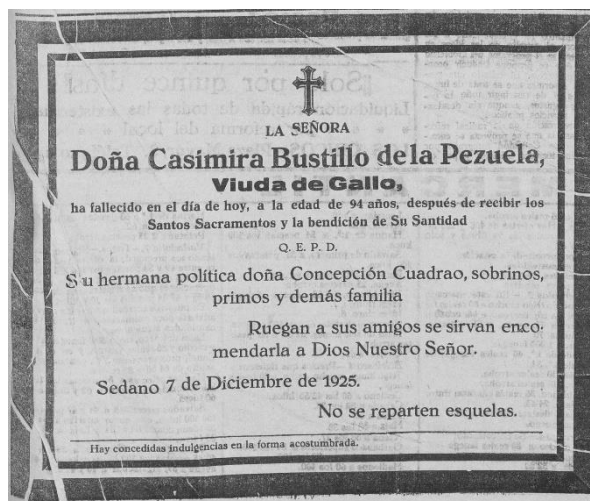 LA SEÑORA
Doña Casimira Bustillo de la Pezuela,
Viuda de Gallo,
ha fallecido en el día de hoy, a la edad de 94 años, después de recibir los
Santos Sacramentos y la bendición de Su Santidad
Q. E. P. D.
Su hermana política doña Concepción Cuadrao, sobrinos,
primos y demás familia
Ruegan a sus amigos se sirvan enco-
mendarla a Dios Nuestro Señor.
Sedano 7 de Diciembre de 1925.
No se reparten esquelas.
Hay concedidas indulgencias en la forma acostumbrada.